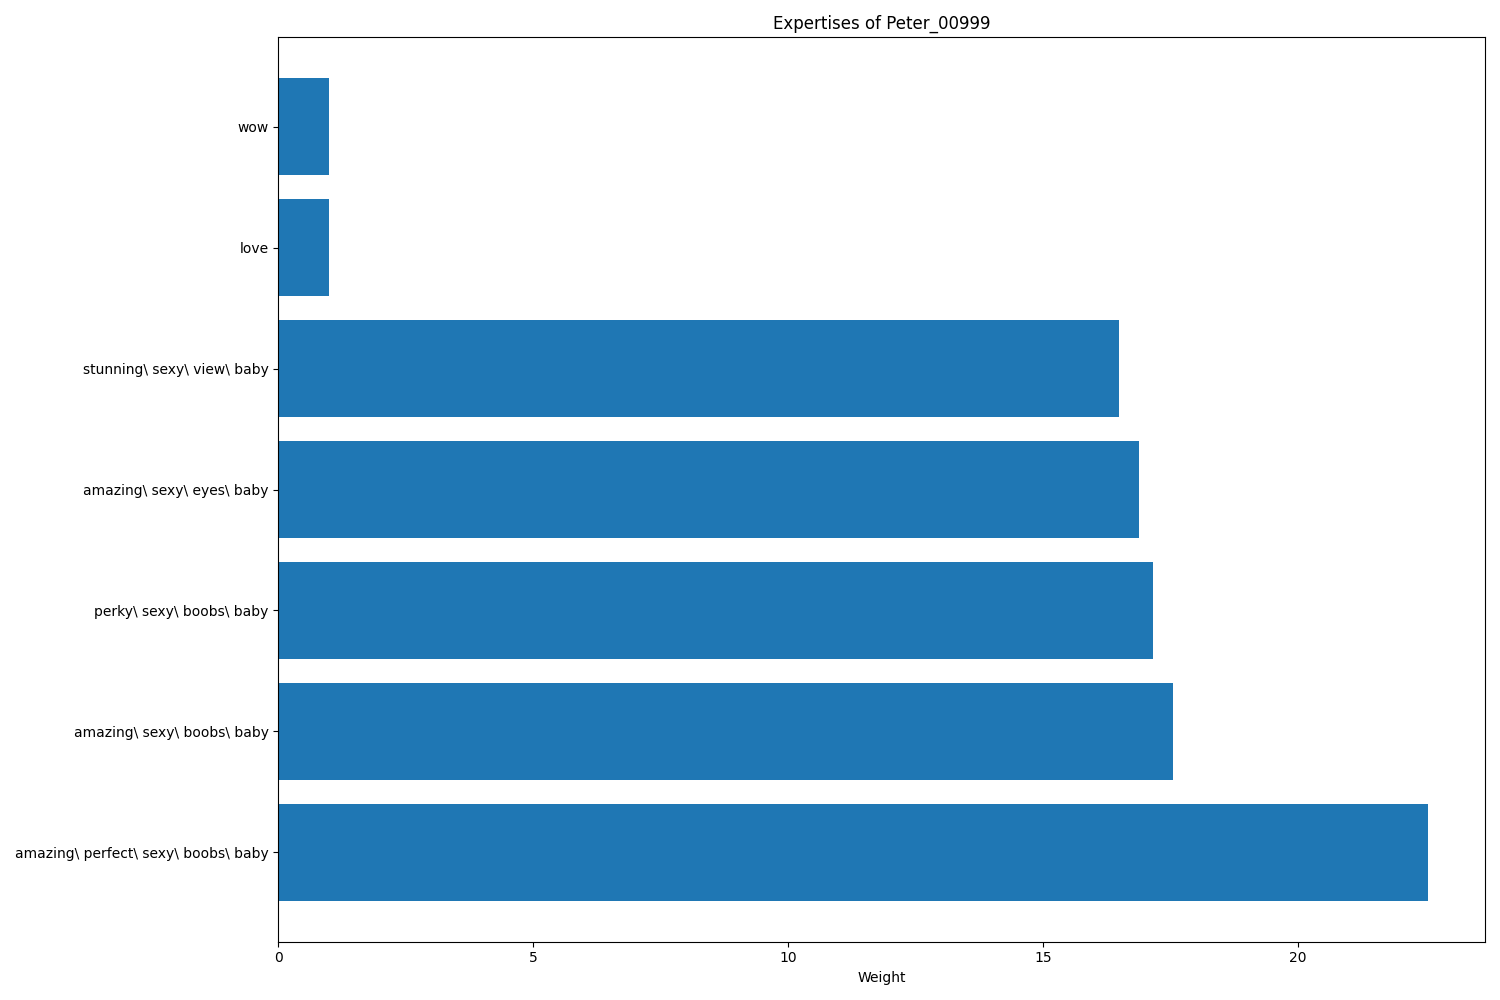 Expertises of Peter_00999
wow
love
stunning\ sexy\ view\ baby
amazing\ sexy\ eyes\ baby
perky\ sexy\ boobs\ baby
amazing\ sexy\ boobs\ baby
amazing\ perfect\ sexy\ boobs\ baby
0 5 10 15 20
Weight